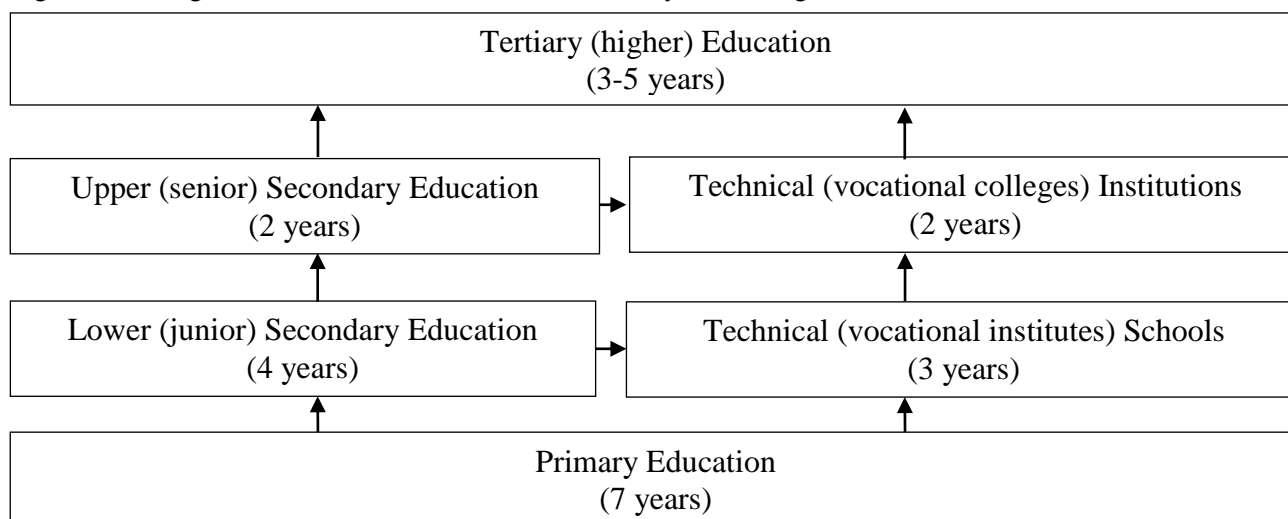 Tertiary (higher) Education
(3-5 years)
Upper (senior) Secondary Education
(2 years)
Technical (vocational colleges) Institutions
(2 years)
Lower (junior) Secondary Education
(4 years)
Technical (vocational institutes) Schools
(3 years)
Primary Education
(7 years)